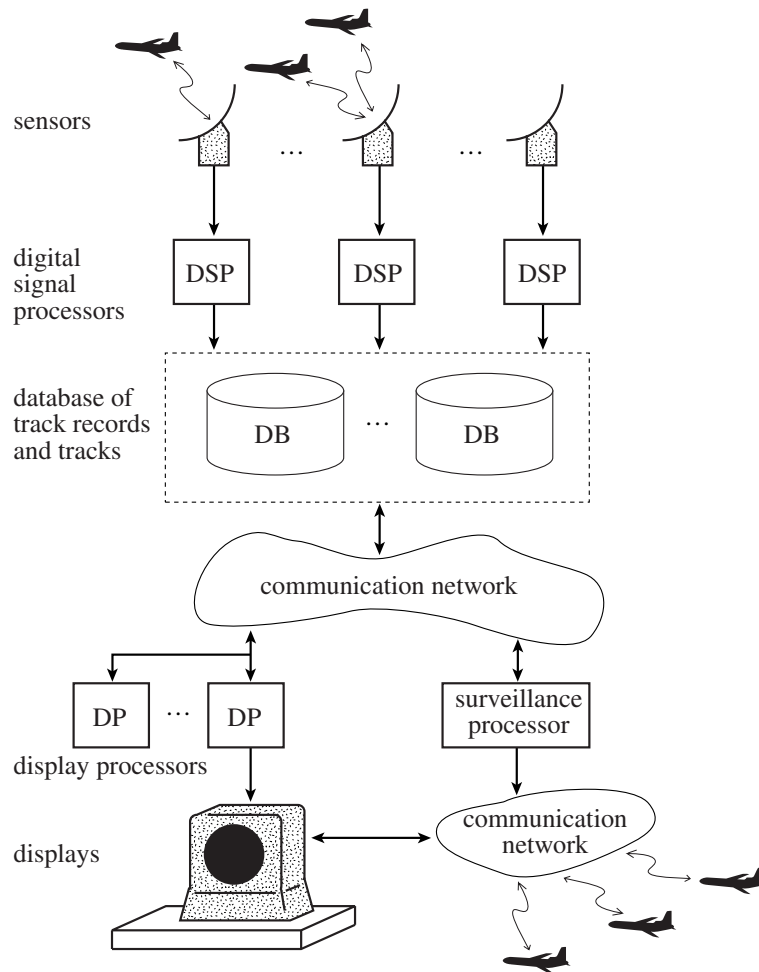 sensors
… …
digital
signal
processors
DSP DSP DSP
database of
track records
and tracks
DB … DB
communication network
DP … DP
surveillance
processor
display processors
displays
communication
network